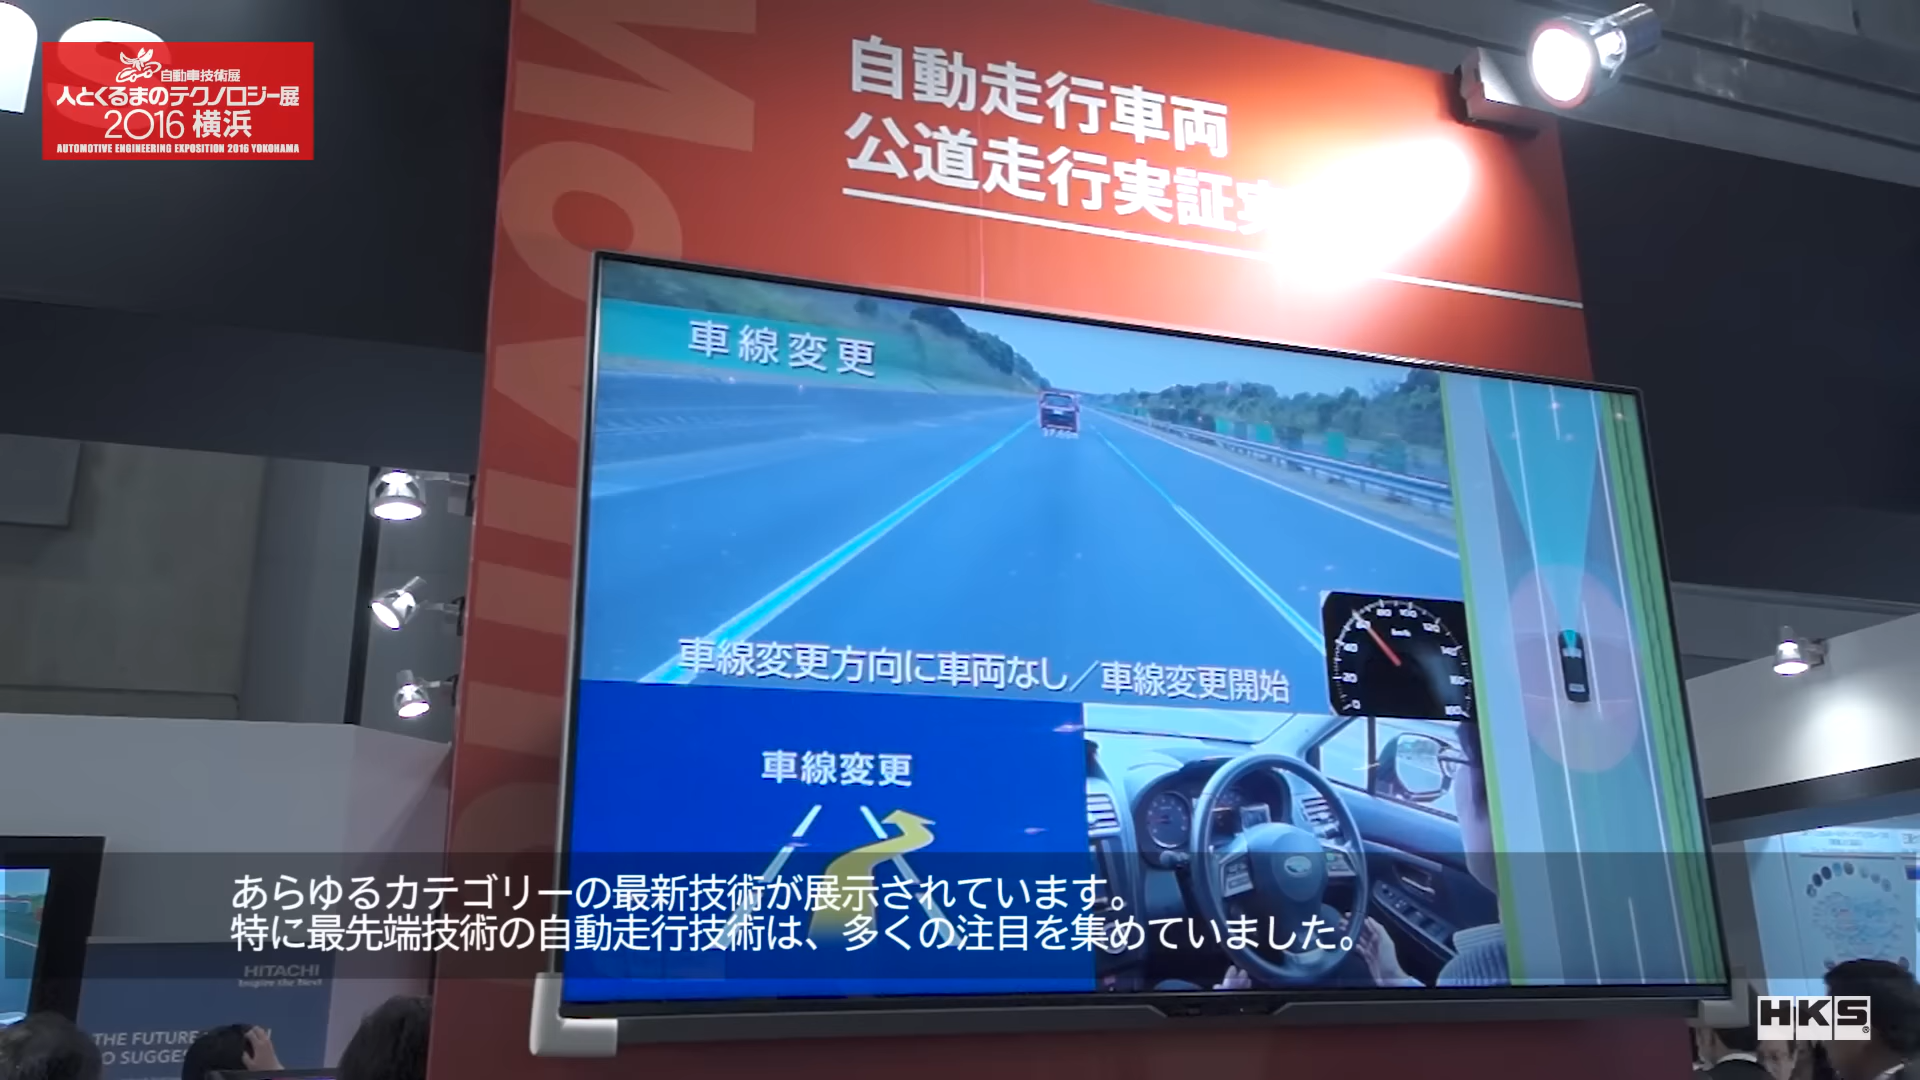 自動車技術展
人とくるまのテクノロジー展
2016 横浜
AUTOMOTIVE ENGINEERING EXPOSITION 2016 YOKOHAMA
自動走行車両
公道走行実証
車線変更
車線変更方向に車両なし／車線変更開始
車線変更
あらゆるカテゴリーの最新技術が展示されています。
特に最先端技術の自動走行技術は、多くの注目を集めていました。
HITACHI
Inspire the Next
THE FUTURE
HKS